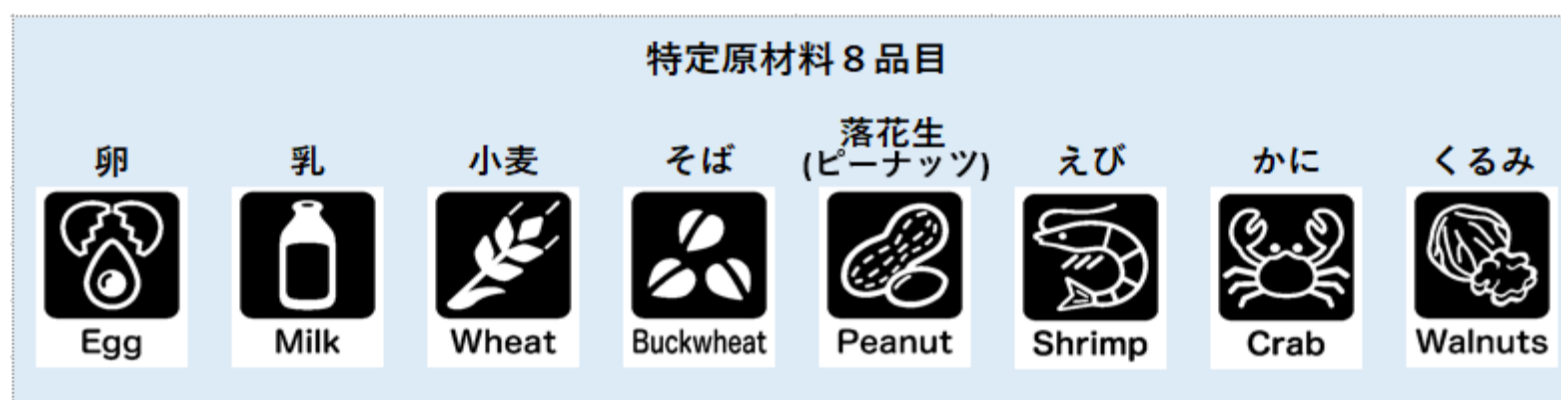 特定原材料８品目
卵
乳
小麦
そば
落花生
(ピーナッツ)
えび
かに
くるみ
Egg
Milk
Wheat
Buckwheat
Peanut
Shrimp
Crab
Walnuts